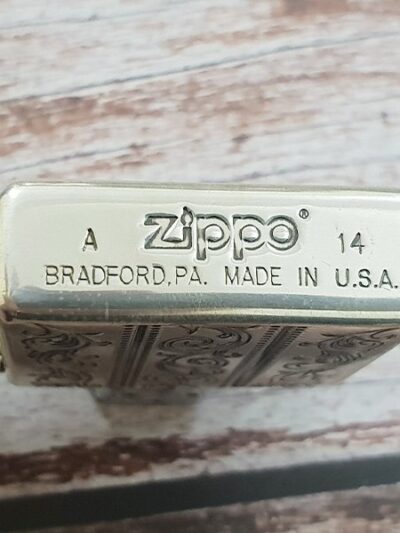 A zippo® 14
BRADFORD, PA. MADE IN U.S.A.